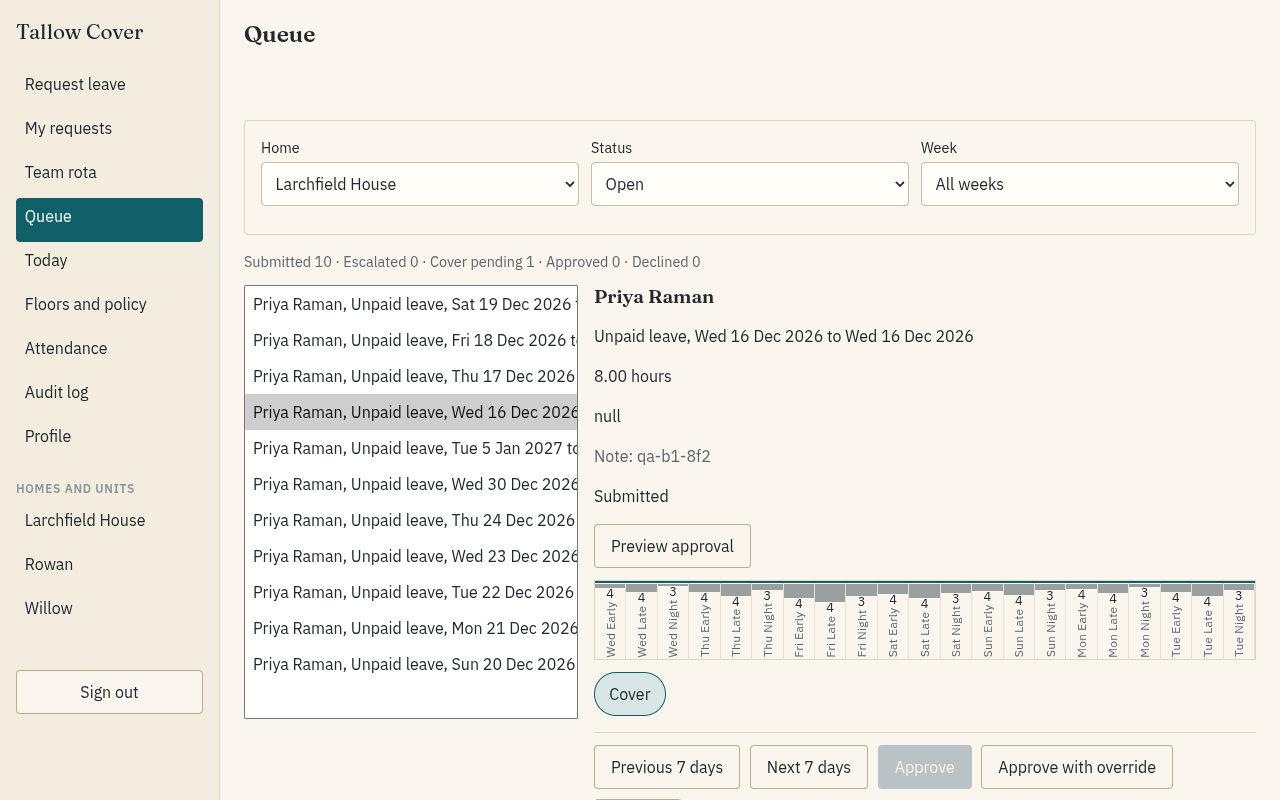 Tallow Cover
Request leave
My requests
Team rota
Queue
Today
Floors and policy
Attendance
Audit log
Profile
HOMES AND UNITS
Larchfield House
Rowan
Willow
Sign out
Queue
Home
Status
Week
Larchfield House
Open
All weeks
Submitted 10 · Escalated 0 · Cover pending 1 · Approved 0 · Declined 0
Priya Raman, Unpaid leave, Sat 19 Dec 2026
Priya Raman, Unpaid leave, Fri 18 Dec 2026 to
Priya Raman, Unpaid leave, Thu 17 Dec 2026
Priya Raman, Unpaid leave, Wed 16 Dec 2026
Priya Raman, Unpaid leave, Tue 5 Jan 2027 to
Priya Raman, Unpaid leave, Wed 30 Dec 2026
Priya Raman, Unpaid leave, Thu 24 Dec 2026
Priya Raman, Unpaid leave, Wed 23 Dec 2026
Priya Raman, Unpaid leave, Tue 22 Dec 2026
Priya Raman, Unpaid leave, Mon 21 Dec 2026
Priya Raman, Unpaid leave, Sun 20 Dec 2026
Priya Raman
Unpaid leave, Wed 16 Dec 2026 to Wed 16 Dec 2026
8.00 hours
null
Note: qa-b1-8f2
Submitted
Preview approval
4 Wed Early
4 Wed Late
3 Wed Night
4 Thu Early
4 Thu Late
3 Thu Night
4 Fri Early
4 Fri Late
3 Fri Night
4 Sat Early
4 Sat Late
3 Sat Night
4 Sun Early
4 Sun Late
3 Sun Night
4 Mon Early
4 Mon Late
3 Mon Night
4 Tue Early
4 Tue Late
3 Tue Night
Cover
Previous 7 days
Next 7 days
Approve
Approve with override